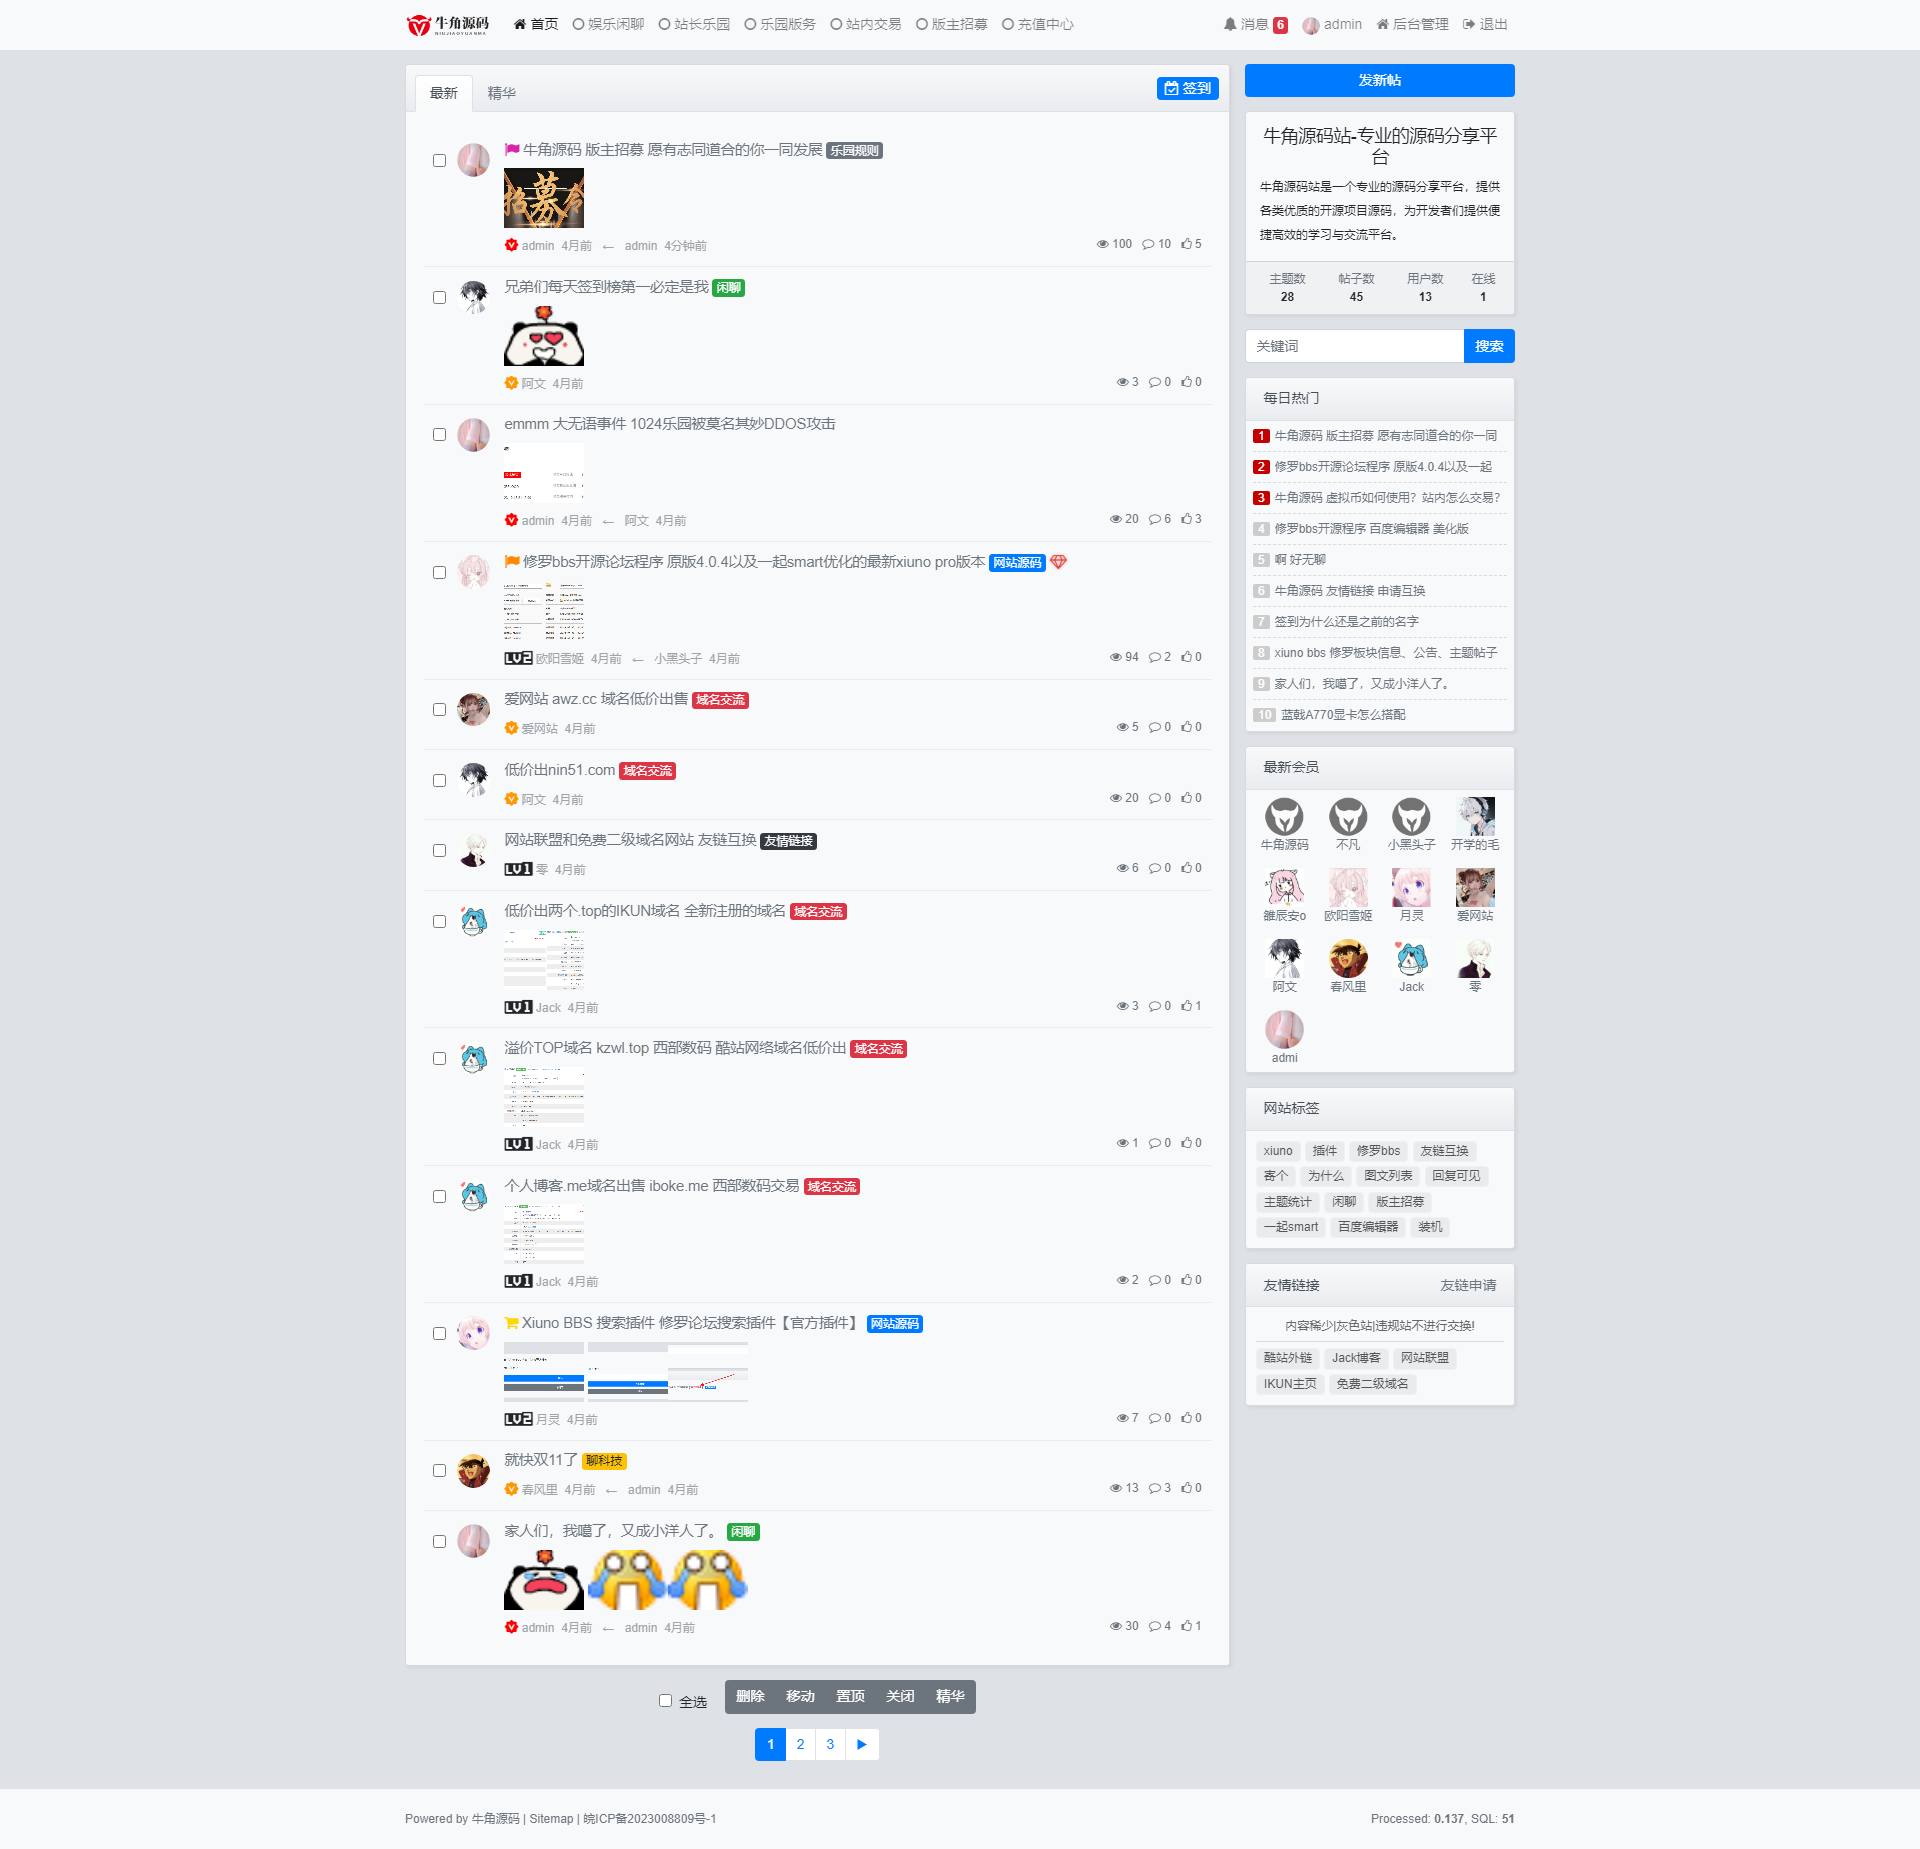 牛角源码
NIUJIAOYUANMA
首页 娱乐闲聊 站长乐园 乐园版务 站内交易 版主招募 充值中心
消息 6 admin 后台管理 退出
最新 精华 签到
牛角源码 版主招募 愿有志同道合的你一同发展 乐园规则
招募令
admin 4月前 ← admin 4分钟前 100 10 5
兄弟们每天签到榜第一必定是我 闲聊
阿文 4月前 3 0 0
emmm 大无语事件 1024乐园被莫名其妙DDOS攻击
admin 4月前 ← 阿文 4月前 20 6 3
修罗bbs开源论坛程序 原版4.0.4以及一起smart优化的最新xiuno pro版本 网站源码
LV2 欧阳雪姬 4月前 ← 小黑头子 4月前 94 2 0
爱网站 awz.cc 域名低价出售 域名交流
爱网站 4月前 5 0 0
低价出nin51.com 域名交流
阿文 4月前 20 0 0
网站联盟和免费二级域名网站 友链互换 友情链接
LV1 零 4月前 6 0 0
低价出两个.top的IKUN域名 全新注册的域名 域名交流
LV1 Jack 4月前 3 0 1
溢价TOP域名 kzwl.top 西部数码 酷站网络域名低价出 域名交流
LV1 Jack 4月前 1 0 0
个人博客.me域名出售 iboke.me 西部数码交易 域名交流
LV1 Jack 4月前 2 0 0
Xiuno BBS 搜索插件 修罗论坛搜索插件【官方插件】 网站源码
LV2 月灵 4月前 7 0 0
就快双11了 聊科技
春风里 4月前 ← admin 4月前 13 3 0
家人们，我噶了，又成小洋人了。 闲聊
admin 4月前 ← admin 4月前 30 4 1
全选 删除 移动 置顶 关闭 精华
1 2 3 ▶
发新帖
牛角源码站-专业的源码分享平
台
牛角源码站是一个专业的源码分享平台，提供
各类优质的开源项目源码，为开发者们提供便
捷高效的学习与交流平台。
主题数 帖子数 用户数 在线
28 45 13 1
关键词 搜索
每日热门
1 牛角源码 版主招募 愿有志同道合的你一同
2 修罗bbs开源论坛程序 原版4.0.4以及一起
3 牛角源码 虚拟币如何使用？站内怎么交易?
4 修罗bbs开源程序 百度编辑器 美化版
5 啊 好无聊
6 牛角源码 友情链接 申请互换
7 签到为什么还是之前的名字
8 xiuno bbs 修罗板块信息、公告、主题帖子
9 家人们，我噶了，又成小洋人了。
10 蓝戟A770显卡怎么搭配
最新会员
牛角源码 不凡 小黑头子 开学的毛
雒辰安o 欧阳雪姬 月灵 爱网站
阿文 春风里 Jack 零
admi
网站标签
xiuno 插件 修罗bbs 友链互换
寄个 为什么 图文列表 回复可见
主题统计 闲聊 版主招募
一起smart 百度编辑器 装机
友情链接 友链申请
内容稀少|灰色站|违规站不进行交换!
酷站外链 Jack博客 网站联盟
IKUN主页 免费二级域名
Powered by 牛角源码 | Sitemap | 皖ICP备2023008809号-1
Processed: 0.137, SQL: 51